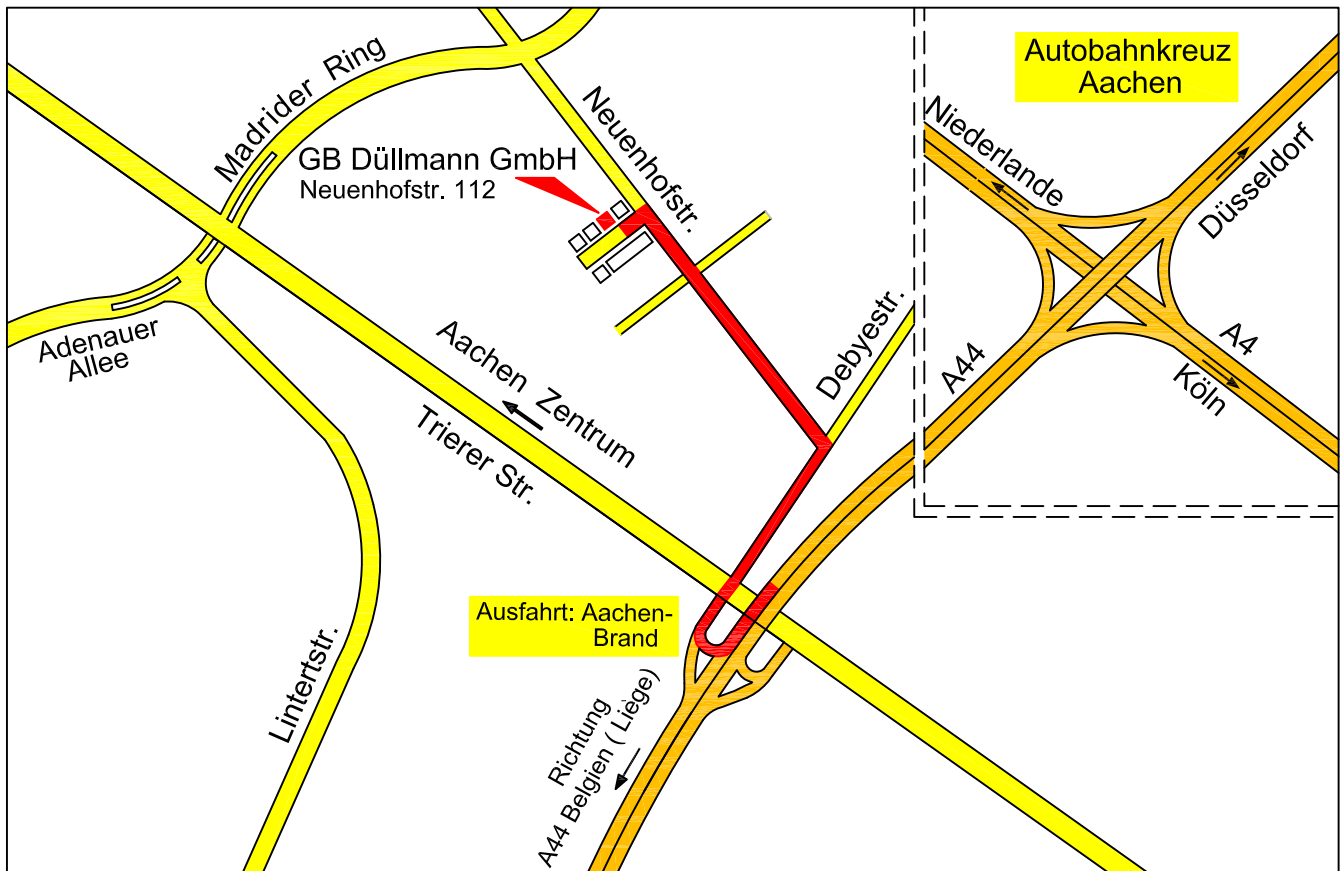 Autobahnkreuz
Aachen
Madrider Ring
Neuenhofstr.
Niederlande
Düsseldorf
GB Düllmann GmbH
Neuenhofstr. 112
Adenauer
Allee
Aachen Zentrum
Trierer Str.
Debyestr.
A44
A4
Köln
Ausfahrt: Aachen-
Brand
Lintertstr.
Richtung
A44 Belgien ( Liège)